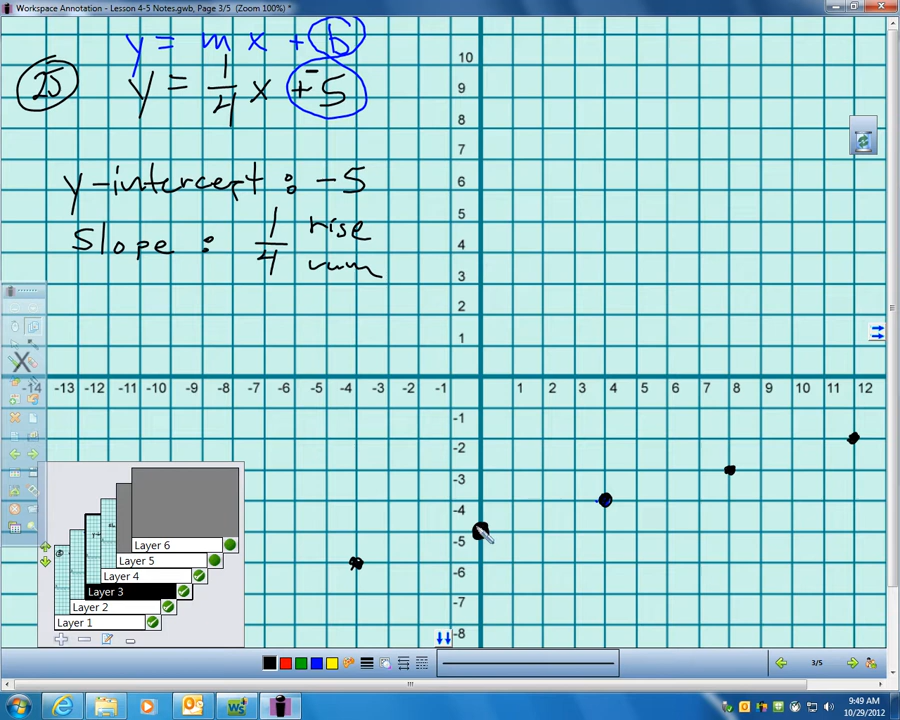 Workspace Annotation - Lesson 4-5 Notes.gwb, Page 3/5 (Zoom 100%) *
y = m x + b
25 y = 1/4 x + -5
y-intercept : -5
Slope : 1/4 rise
run
10
9
8
7
6
5
4
3
2
1
-14 -13 -12 -11 -10 -9 -8 -7 -6 -5 -4 -3 -2 -1 1 2 3 4 5 6 7 8 9 10 11 12
-1
-2
-3
-4
-5
-6
-7
-8
Layer 6
Layer 5
Layer 4
Layer 3
Layer 2
Layer 1
3/5
9:49 AM
10/29/2012